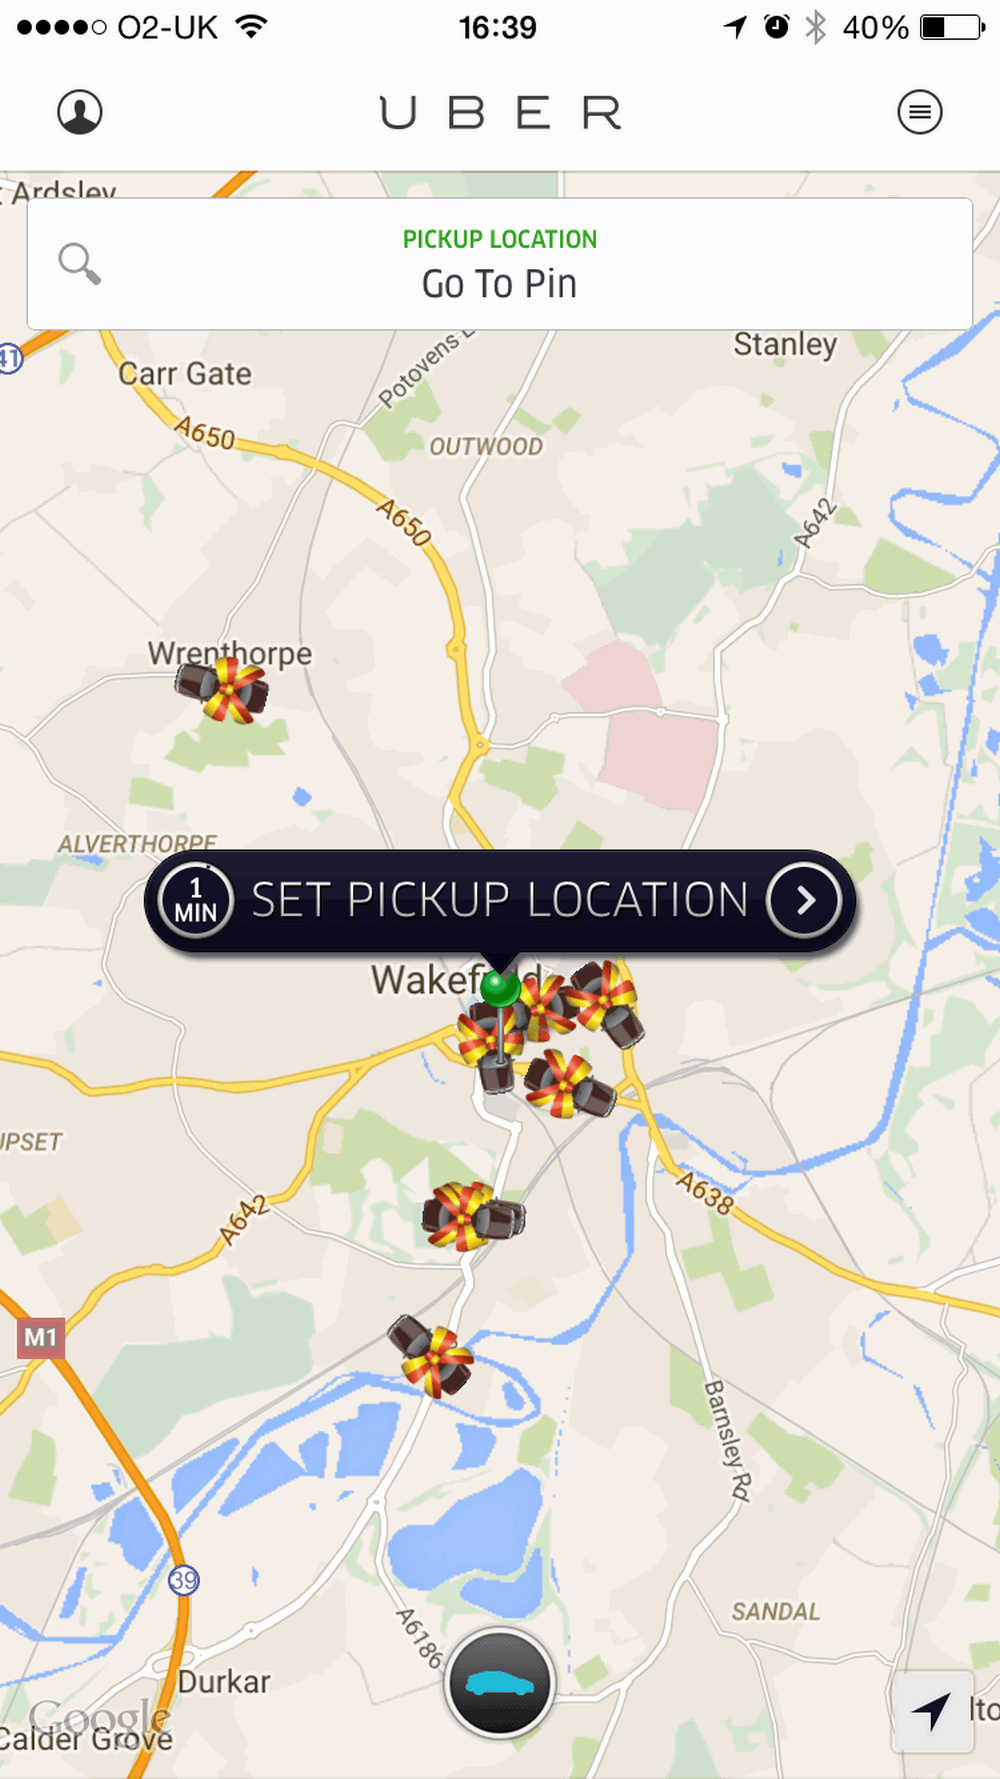 O2-UK 16:39 40%
UBER
Ardsley
PICKUP LOCATION
Go To Pin
41
Stanley
Potovens L
Carr Gate
A650
OUTWOOD
A650
A642
Wrenthorpe
ALVERTHORPE
1 MIN SET PICKUP LOCATION
Wakefield
UPSET
A638
A642
M1
Barnsley Rd
39
SANDAL
A6186
Durkar
Google
Calder Grove
lto